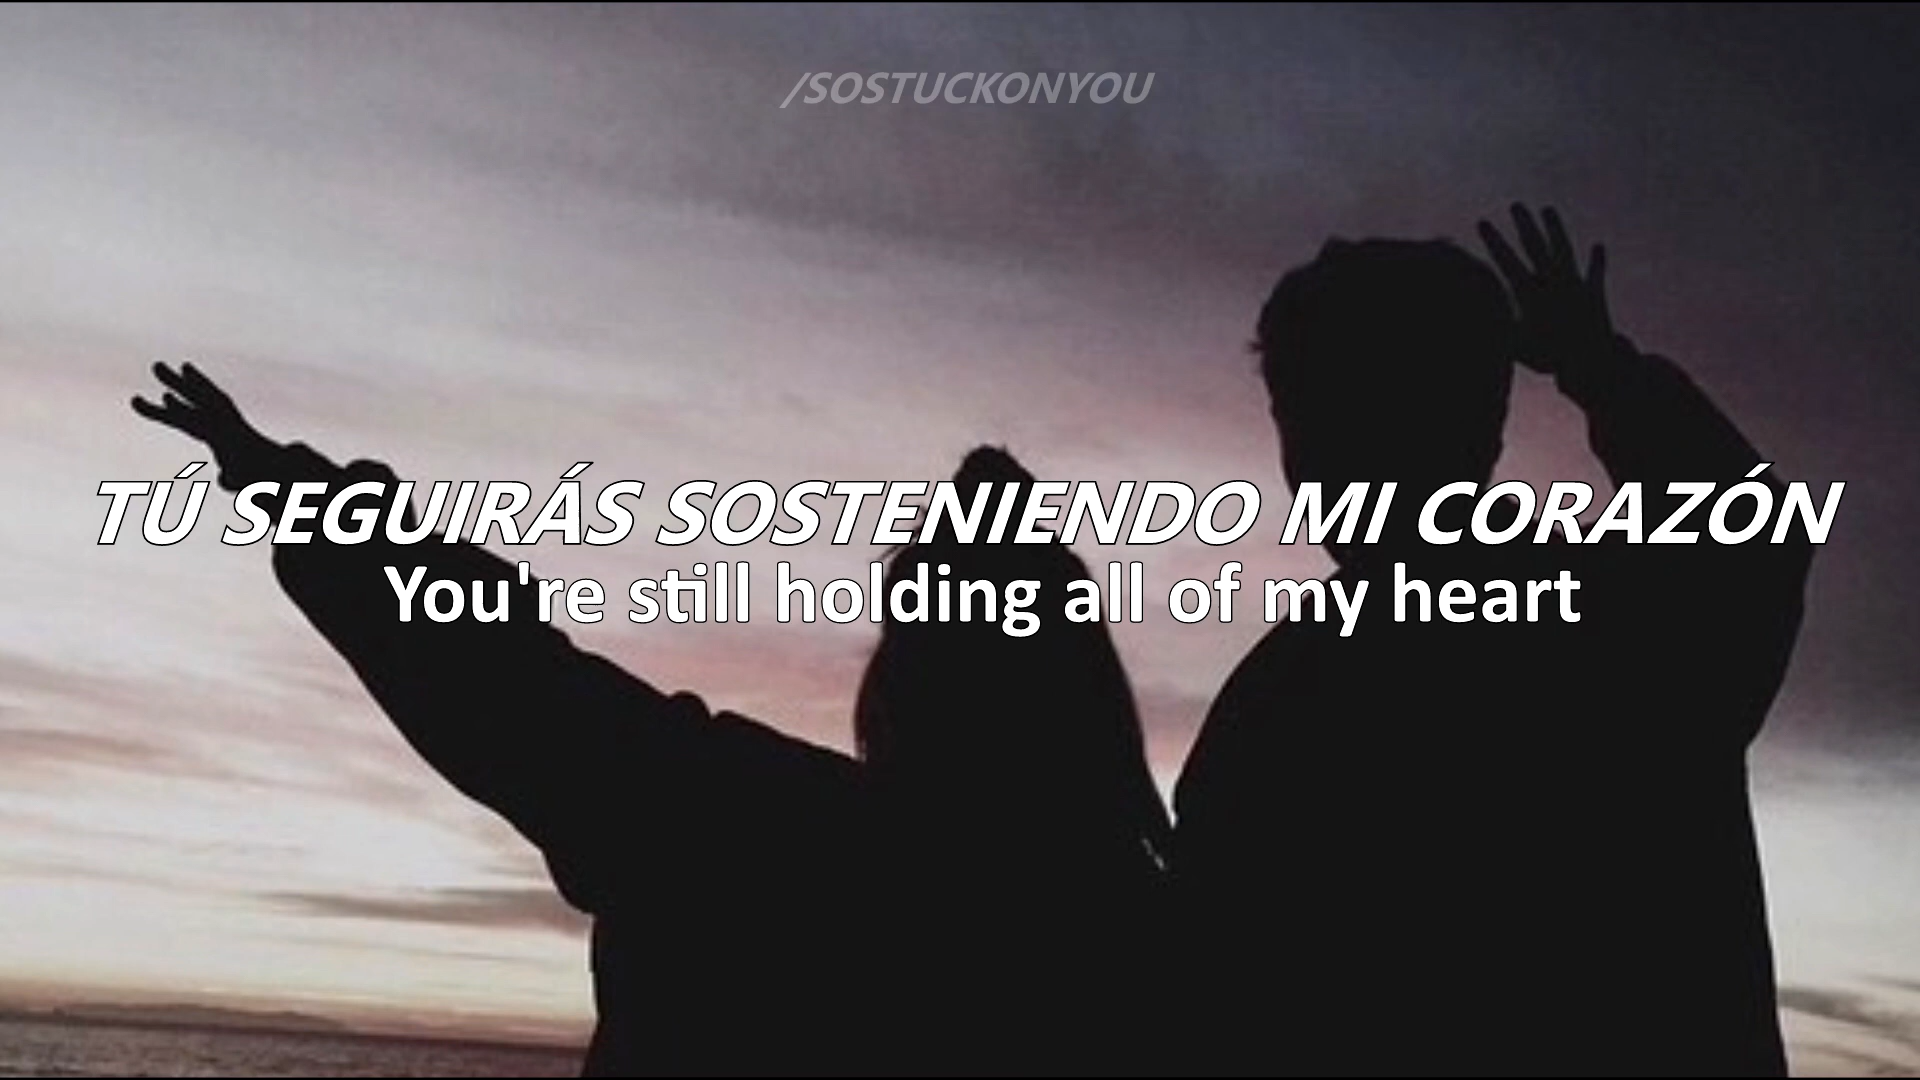 /SOSTUCKONYOU
TÚ SEGUIRÁS SOSTENIENDO MI CORAZÓN
You're still holding all of my heart